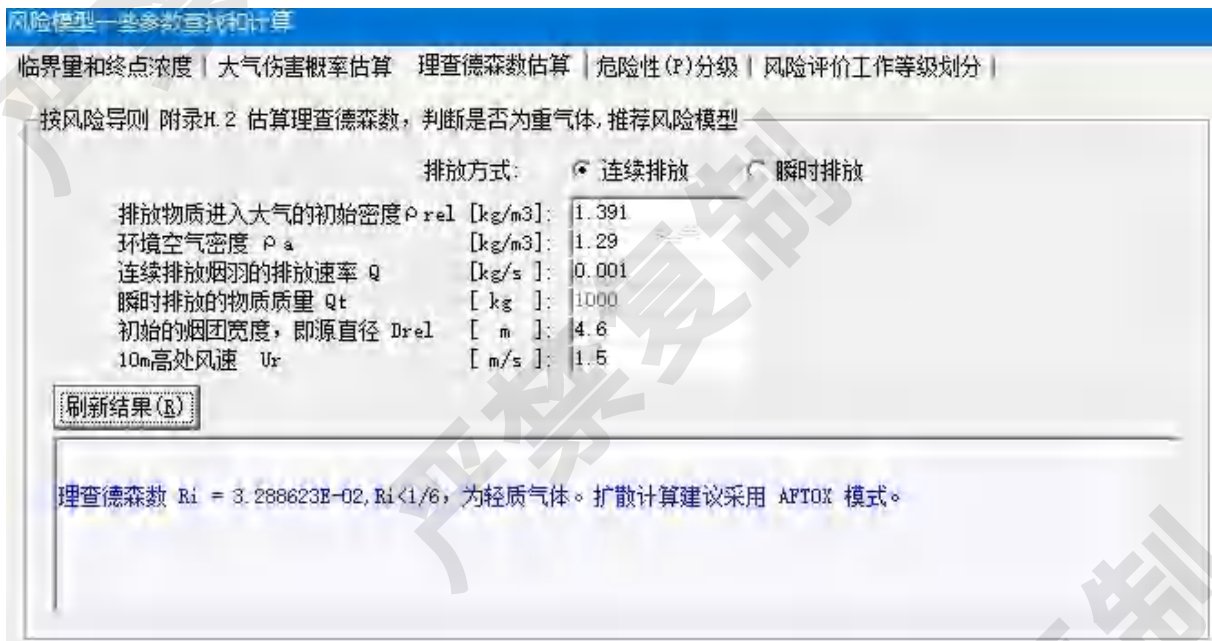 风险模型一些参数查找和计算
临界量和终点浓度 | 大气伤害概率估算 理查德森数估算 | 危险性(P)分级 | 风险评价工作等级划分 |
按风险导则 附录H.2 估算理查德森数，判断是否为重气体,推荐风险模型
排放方式: 连续排放 瞬时排放
排放物质进入大气的初始密度ρrel [kg/m3]: 1.391
环境空气密度 ρa [kg/m3]: 1.29
连续排放烟羽的排放速率 Q [kg/s ]: 0.001
瞬时排放的物质质量 Qt [ kg ]: 1000
初始的烟团宽度，即源直径 Drel [ m ]: 4.6
10m高处风速 Ur [ m/s ]: 1.5
刷新结果(R)
理查德森数 Ri = 3.288623E-02,Ri<1/6，为轻质气体。扩散计算建议采用 AFTOX 模式。
严禁复制
严禁复制